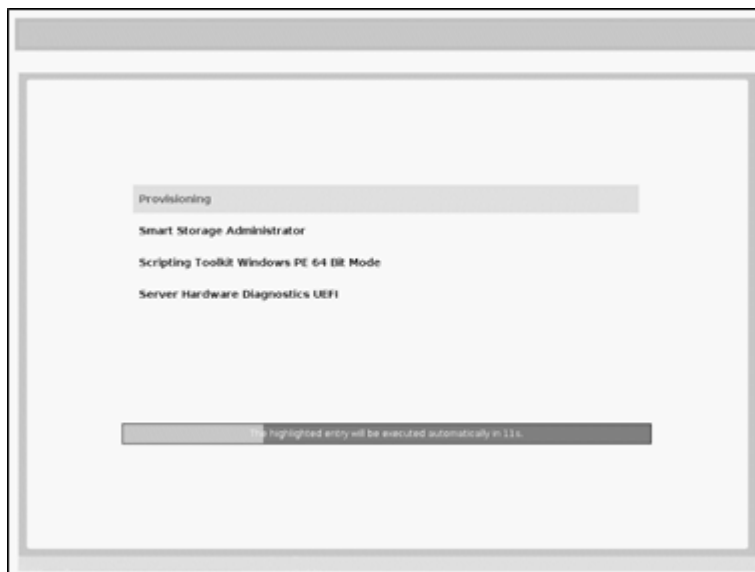 Provisioning
Smart Storage Administrator
Scripting Toolkit Windows PE 64 Bit Mode
Server Hardware Diagnostics UEFI
The highlighted entry will be executed automatically in 11s.